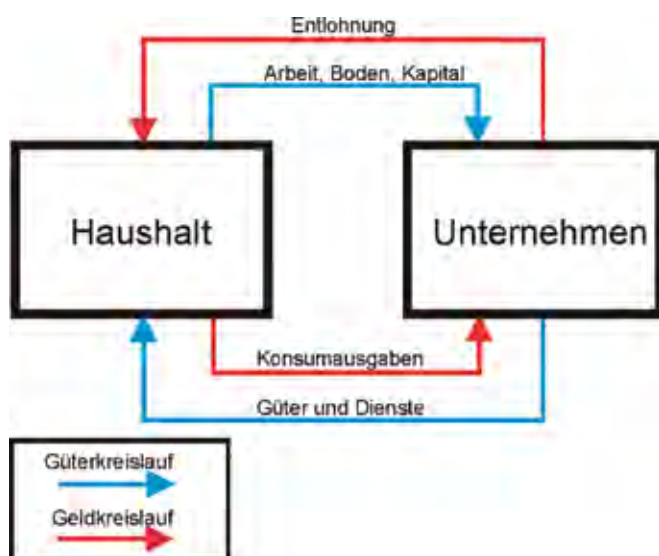 Entlohnung
Arbeit, Boden, Kapital
Haushalt
Unternehmen
Konsumausgaben
Güter und Dienste
Güterkreislauf
Geldkreislauf